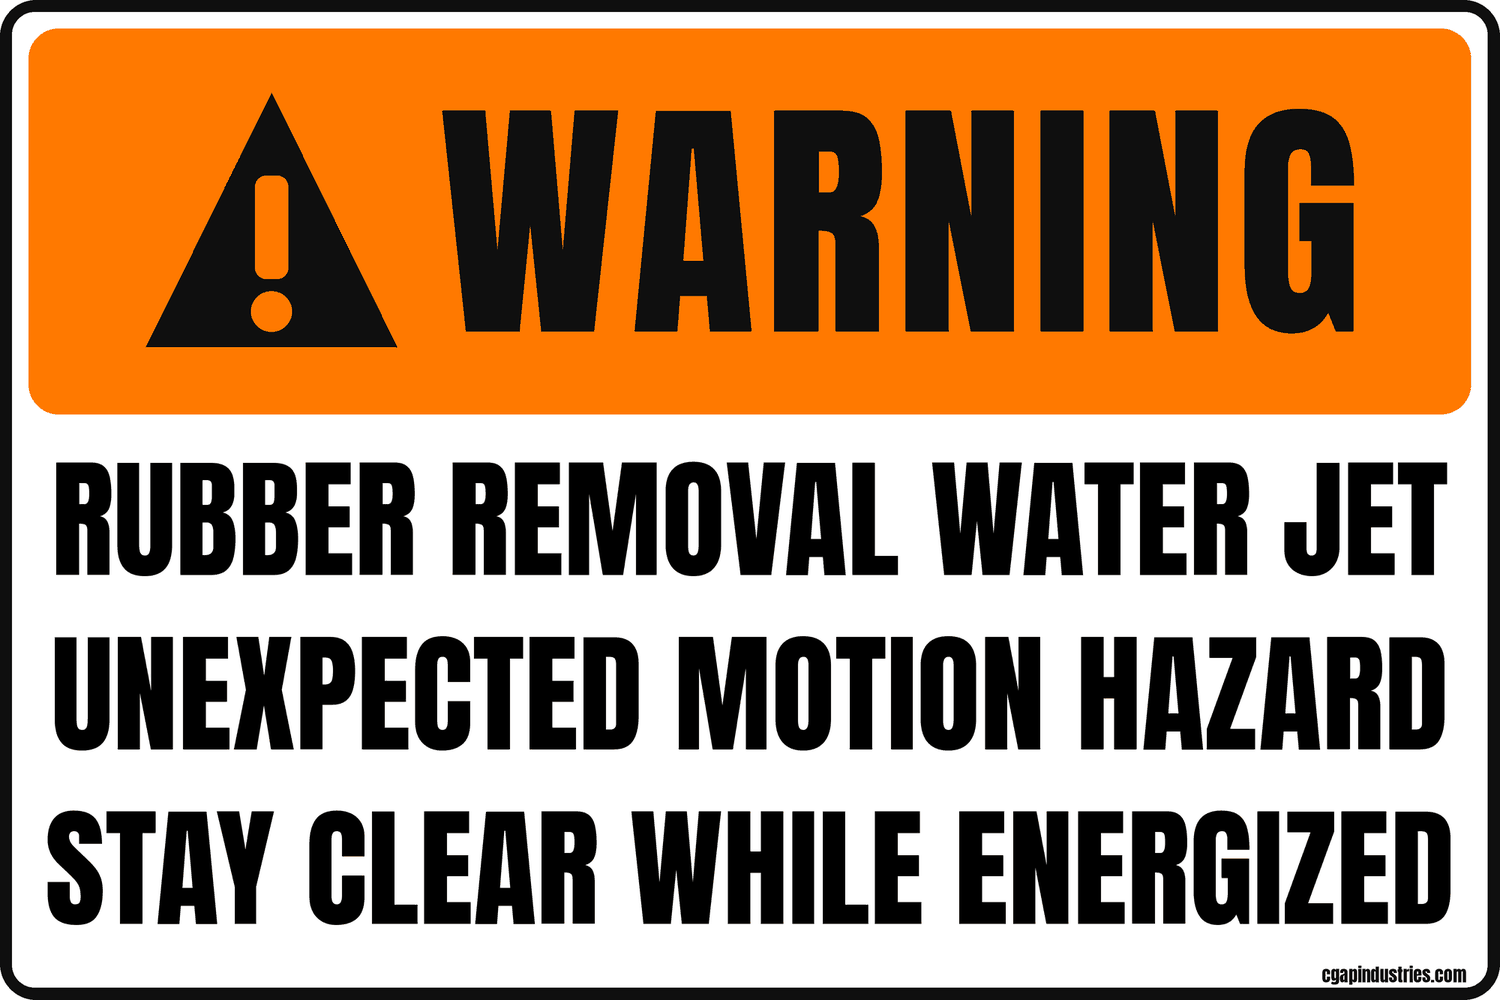 WARNING
RUBBER REMOVAL WATER JET
UNEXPECTED MOTION HAZARD
STAY CLEAR WHILE ENERGIZED
cgapindustries.com